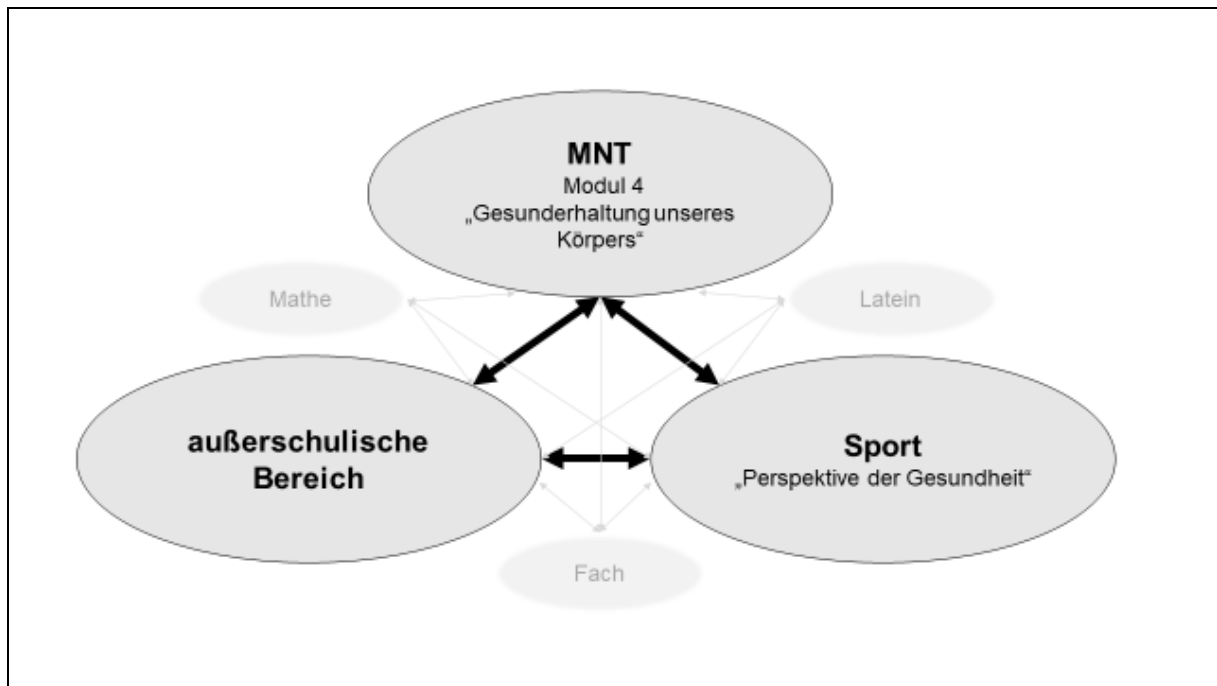 MNT
Modul 4
„Gesunderhaltung unseres
Körpers“
Mathe
Latein
außerschulische
Bereich
Sport
„Perspektive der Gesundheit“
Fach